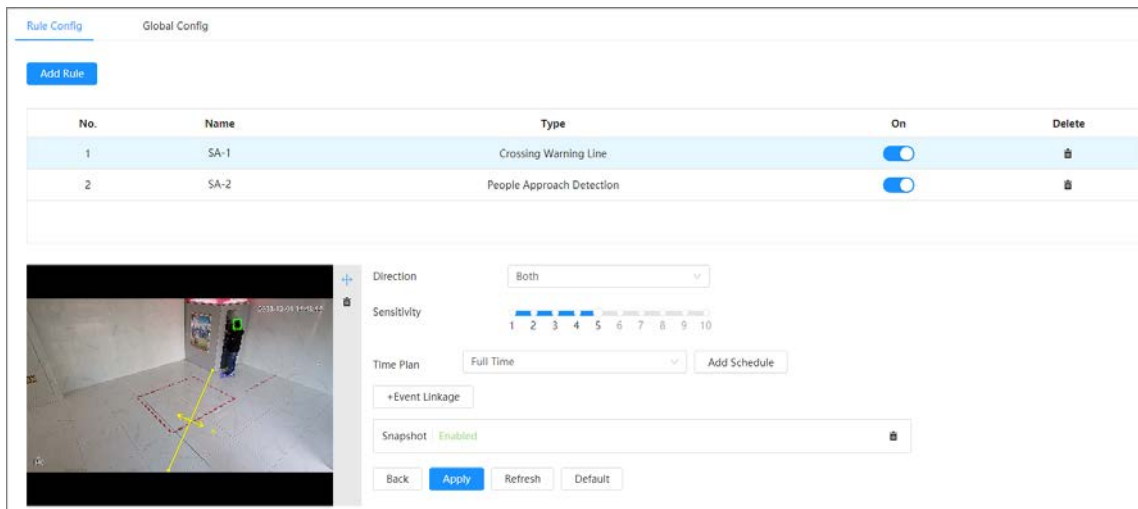 Rule Config Global Config
Add Rule
No. Name Type On Delete
1 SA-1 Crossing Warning Line
2 SA-2 People Approach Detection
Direction Both
Sensitivity
1 2 3 4 5 6 7 8 9 10
Time Plan Full Time Add Schedule
+Event Linkage
Snapshot Enabled
Back Apply Refresh Default